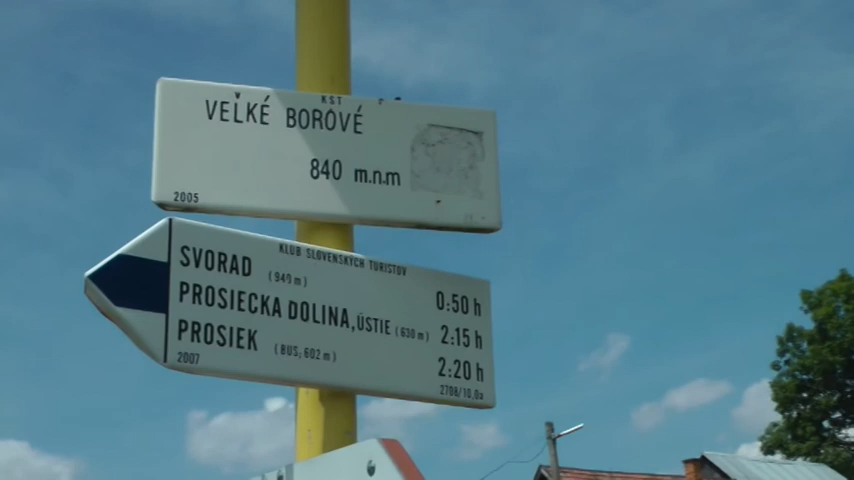 KST
VEĽKÉ BOROVÉ
840 m.n.m
2005
KLUB SLOVENSKÝCH TURISTOV
SVORAD (940 m) 0:50 h
PROSIECKA DOLINA, ÚSTIE (630 m) 2:15 h
PROSIEK (BUS; 602 m) 2:20 h
2007 2708/10.0a